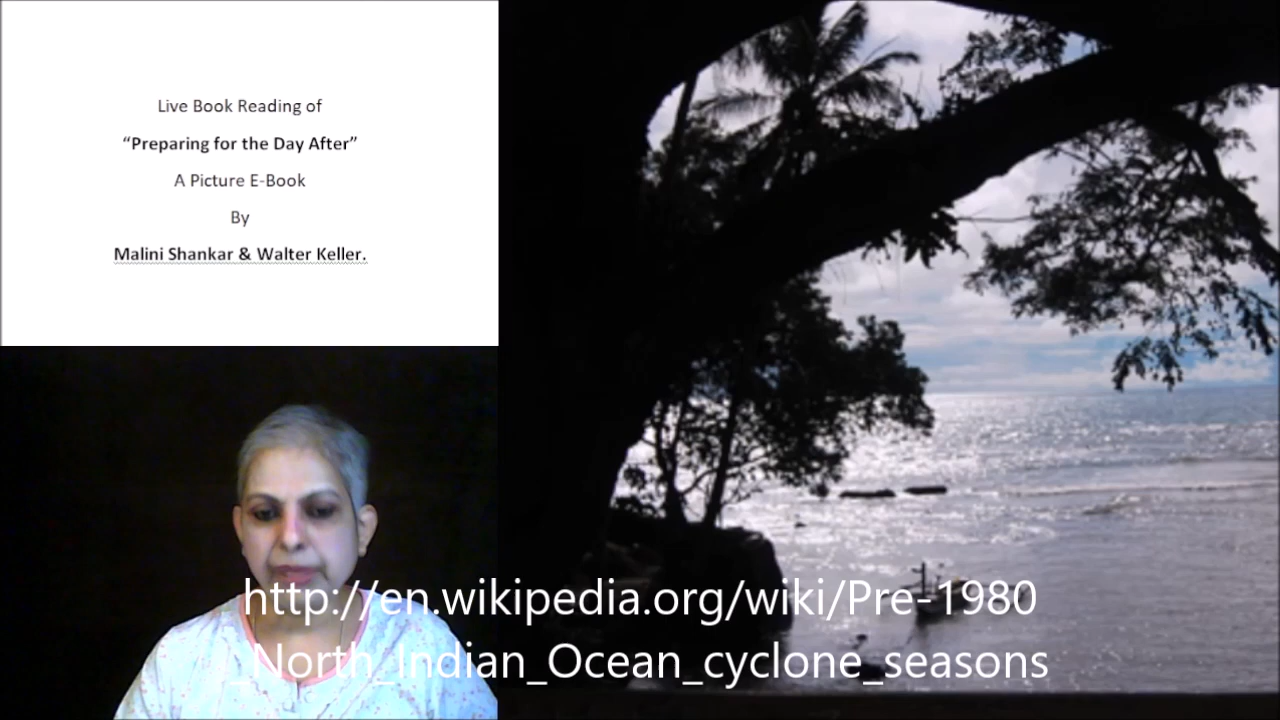 Live Book Reading of
“Preparing for the Day After”
A Picture E-Book
By
Malini Shankar & Walter Keller.
http://en.wikipedia.org/wiki/Pre-1980
_North_Indian_Ocean_cyclone_seasons